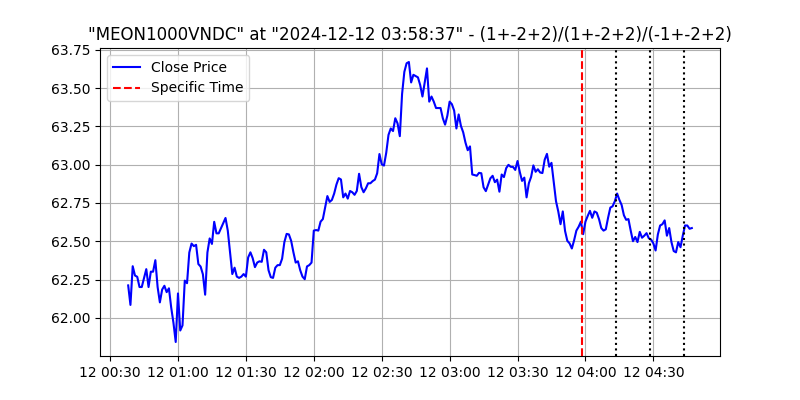 "MEON1000VNDC" at "2024-12-12 03:58:37" - (1+-2+2)/(1+-2+2)/(-1+-2+2)
Close Price
Specific Time
63.75
63.50
63.25
63.00
62.75
62.50
62.25
62.00
12 00:30 12 01:00 12 01:30 12 02:00 12 02:30 12 03:00 12 03:30 12 04:00 12 04:30